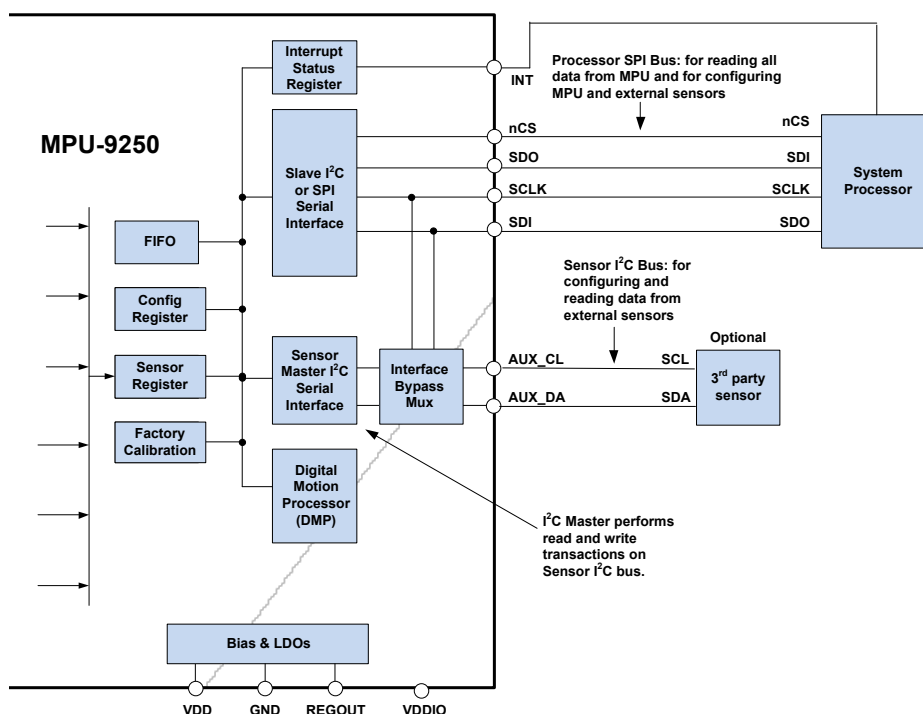 Interrupt
Status
Register
INT
Processor SPI Bus: for reading all
data from MPU and for configuring
MPU and external sensors
MPU-9250
Slave I²C
or SPI
Serial
Interface
nCS
nCS
SDO
SDI
SCLK
SCLK
SDI
SDO
System
Processor
FIFO
Config
Register
Sensor
Register
Factory
Calibration
Sensor I²C Bus: for
configuring and
reading data from
external sensors
Sensor
Master I²C
Serial
Interface
Interface
Bypass
Mux
AUX_CL
SCL
AUX_DA
SDA
Optional
3rd party
sensor
Digital
Motion
Processor
(DMP)
I²C Master performs
read and write
transactions on
Sensor I²C bus.
Bias & LDOs
VDD
GND
REGOUT
VDDIO